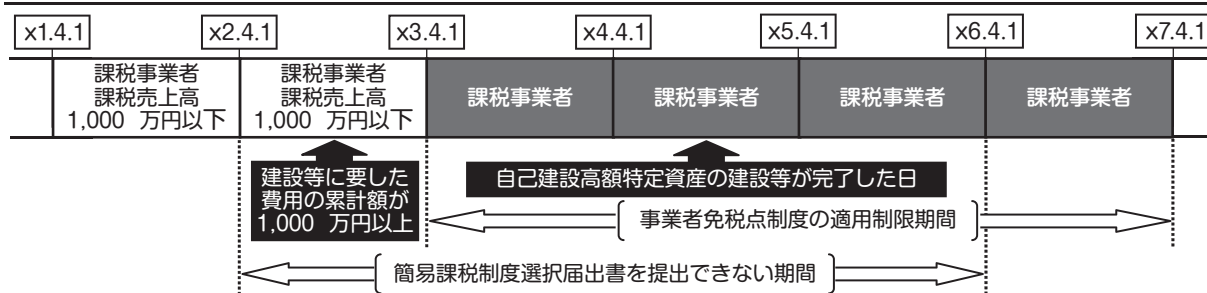 x1.4.1
x2.4.1
x3.4.1
x4.4.1
x5.4.1
x6.4.1
x7.4.1
課税事業者
課税売上高
1,000 万円以下
課税事業者
課税売上高
1,000 万円以下
課税事業者
課税事業者
課税事業者
課税事業者
建設等に要した
費用の累計額が
1,000 万円以上
自己建設高額特定資産の建設等が完了した日
事業者免税点制度の適用制限期間
簡易課税制度選択届出書を提出できない期間